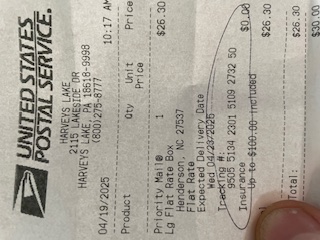 UNITED STATES
POSTAL SERVICE.
HARVEYS LAKE
2115 LAKESIDE DR
HARVEYS LAKE, PA 18618-9998
(800)275-8777
04/19/2025 10:17 AM
Product Qty Unit Price
Price
Priority Mail® 1 $26.30
Lg Flat Rate Box
Henderson, NC 27537
Flat Rate
Expected Delivery Date
Wed 04/23/2025
Tracking #:
9505 5134 2301 5109 2732 50
Insurance $0.00
Up to $100.00 included
Total: $26.30
$26.30
$30.00